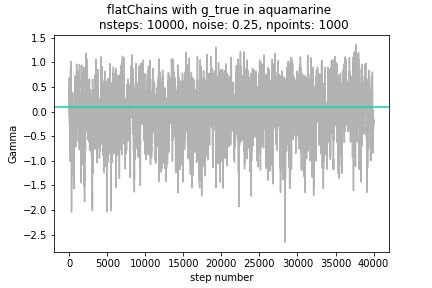 flatChains with g_true in aquamarine
nsteps: 10000, noise: 0.25, npoints: 1000
1.5
1.0
0.5
0.0
−0.5
−1.0
−1.5
−2.0
−2.5
Gamma
0 5000 10000 15000 20000 25000 30000 35000 40000
step number